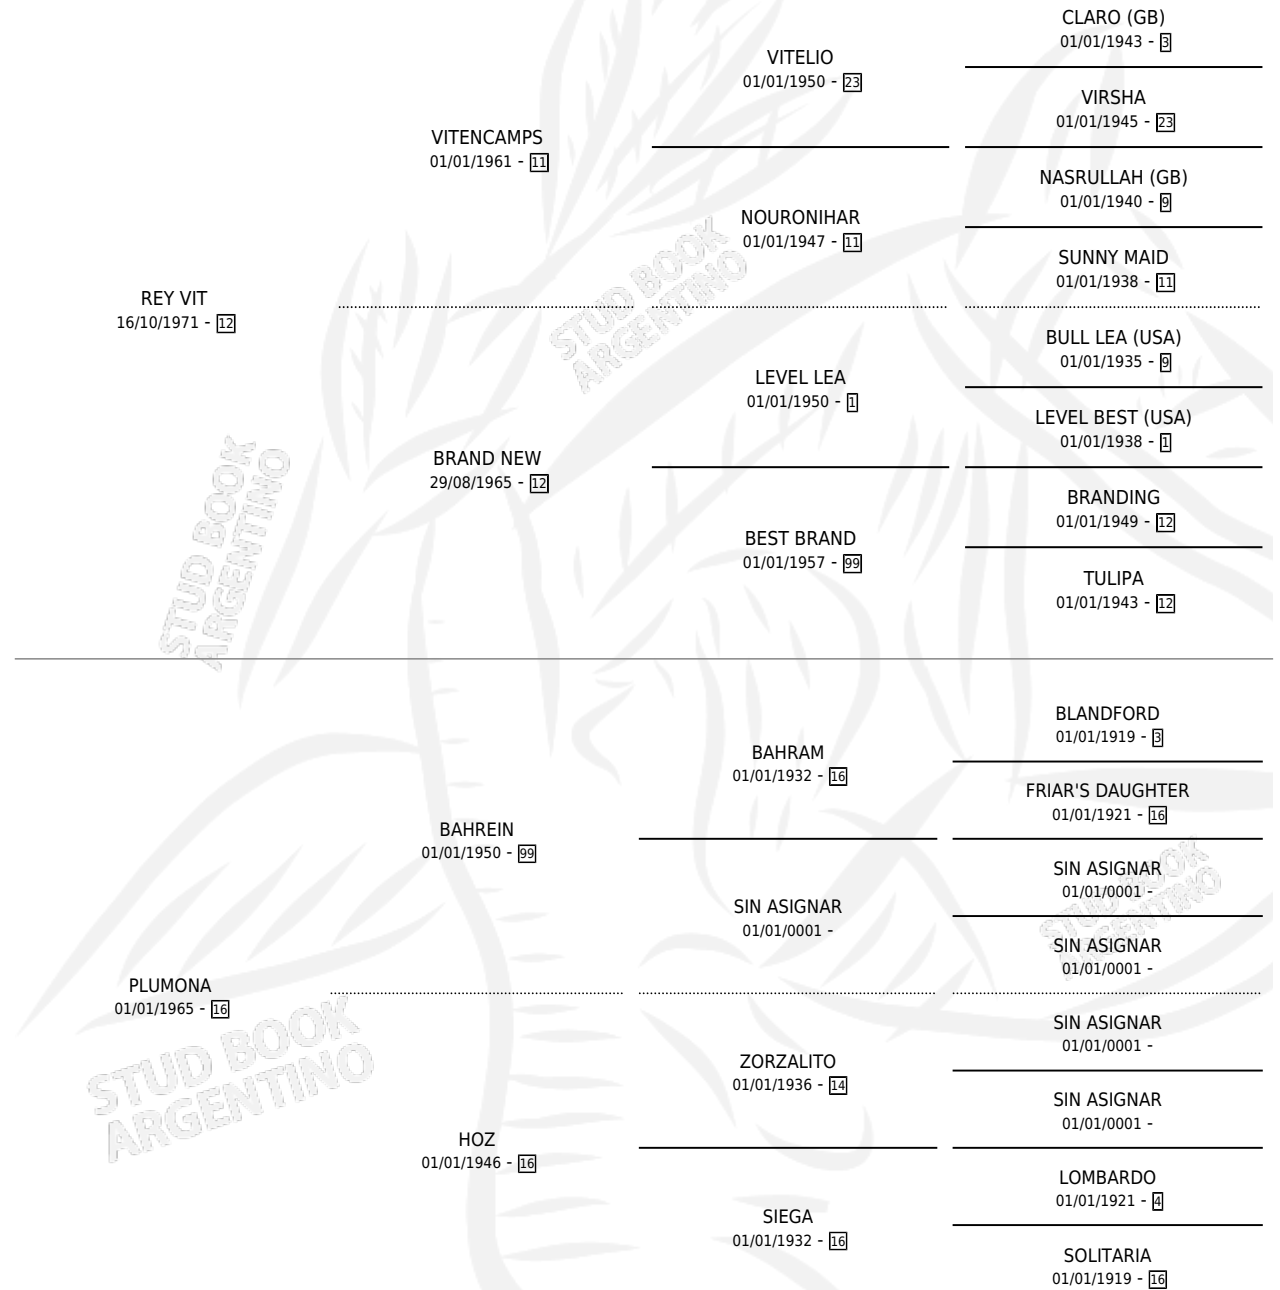 CLARO (GB)
01/01/1943 - 3
VITELIO
01/01/1950 - 23
VIRSHA
01/01/1945 - 23
VITENCAMPS
01/01/1961 - 11
NASRULLAH (GB)
01/01/1940 - 9
NOURONIHAR
01/01/1947 - 11
SUNNY MAID
01/01/1938 - 11
REY VIT
16/10/1971 - 12
BULL LEA (USA)
01/01/1935 - 9
LEVEL LEA
01/01/1950 - 1
LEVEL BEST (USA)
01/01/1938 - 1
BRAND NEW
29/08/1965 - 12
BRANDING
01/01/1949 - 12
BEST BRAND
01/01/1957 - 99
TULIPA
01/01/1943 - 12
STUD BOOK
ARGENTINO
STUD BOOK
ARGENTINO
BLANDFORD
01/01/1919 - 3
BAHRAM
01/01/1932 - 16
FRIAR'S DAUGHTER
01/01/1921 - 16
BAHREIN
01/01/1950 - 99
SIN ASIGNAR
01/01/0001 -
SIN ASIGNAR
01/01/0001 -
SIN ASIGNAR
01/01/0001 -
STUD BOOK
ARGENTINO
PLUMONA
01/01/1965 - 16
SIN ASIGNAR
01/01/0001 -
ZORZALITO
01/01/1936 - 14
SIN ASIGNAR
01/01/0001 -
STUD BOOK
ARGENTINO
HOZ
01/01/1946 - 16
LOMBARDO
01/01/1921 - 4
SIEGA
01/01/1932 - 16
SOLITARIA
01/01/1919 - 16